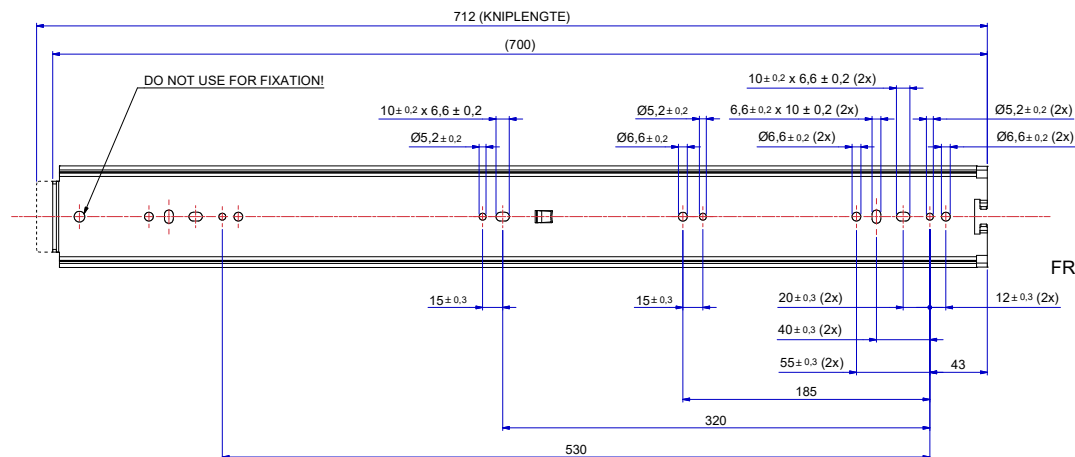 712 (KNIPLENGTE)
(700)
DO NOT USE FOR FIXATION!
10± 0,2 x 6,6 ± 0,2 (2x)
10± 0,2 x 6,6 ± 0,2
Ø5,2± 0,2
6,6± 0,2 x 10 ± 0,2 (2x)
Ø5,2± 0,2 (2x)
Ø5,2± 0,2
Ø6,6± 0,2
Ø6,6± 0,2 (2x)
Ø6,6± 0,2 (2x)
FR
15± 0,3
15± 0,3
20± 0,3 (2x)
12± 0,3 (2x)
40± 0,3 (2x)
55± 0,3 (2x)
43
185
320
530